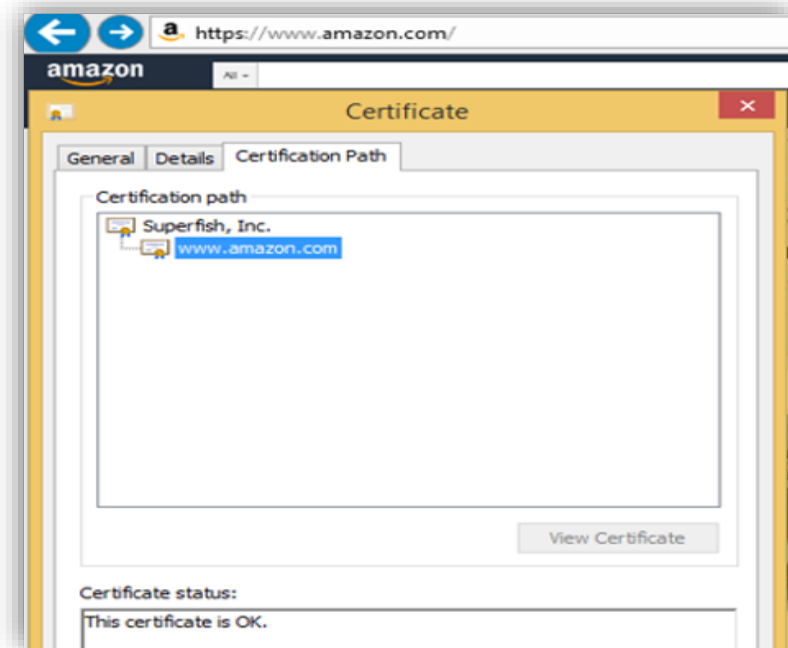 a https://www.amazon.com/
amazon
All
Certificate
General Details Certification Path
Certification path
Superfish, Inc.
www.amazon.com
View Certificate
Certificate status:
This certificate is OK.